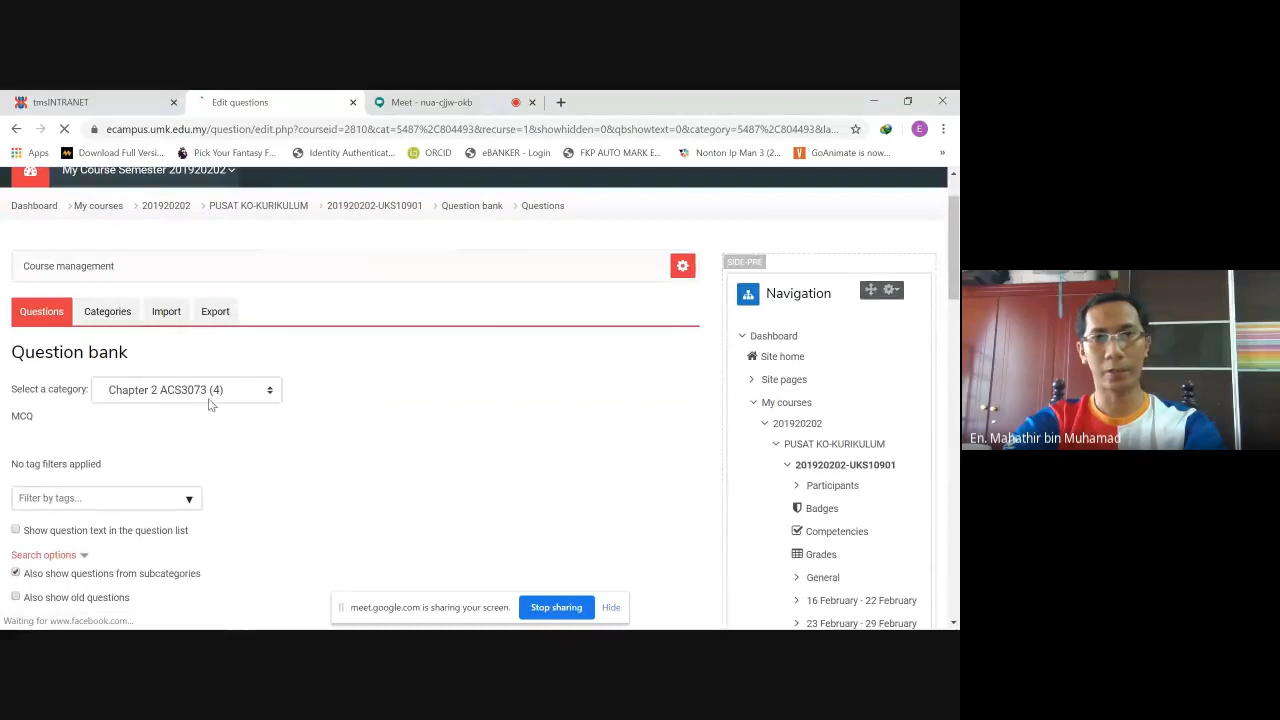 tmsINTRANET
Edit questions
Meet - nua-cjjw-okb
ecampus.umk.edu.my/question/edit.php?courseid=2810&cat=5487%2C804493&recurse=1&showhidden=0&qbshowtext=0&category=5487%2C804493&la...
E
Apps
Download Full Versi...
Pick Your Fantasy F...
Identity Authenticat...
ORCID
eBANKER - Login
FKP AUTO MARK E...
Nonton Ip Man 3 (2...
GoAnimate is now...
»
My Course Semester 201920202
Dashboard > My courses > 201920202 > PUSAT KO-KURIKULUM > 201920202-UKS10901 > Question bank > Questions
Course management
Questions Categories Import Export
Question bank
Select a category: Chapter 2 ACS3073 (4)
MCQ
No tag filters applied
Filter by tags...
Show question text in the question list
Search options
Also show questions from subcategories
Also show old questions
Waiting for www.facebook.com...
meet.google.com is sharing your screen. Stop sharing Hide
SIDE-PRE
Navigation
Dashboard
Site home
Site pages
My courses
201920202
PUSAT KO-KURIKULUM
201920202-UKS10901
Participants
Badges
Competencies
Grades
General
16 February - 22 February
23 February - 29 February
En. Mahathir bin Muhamad